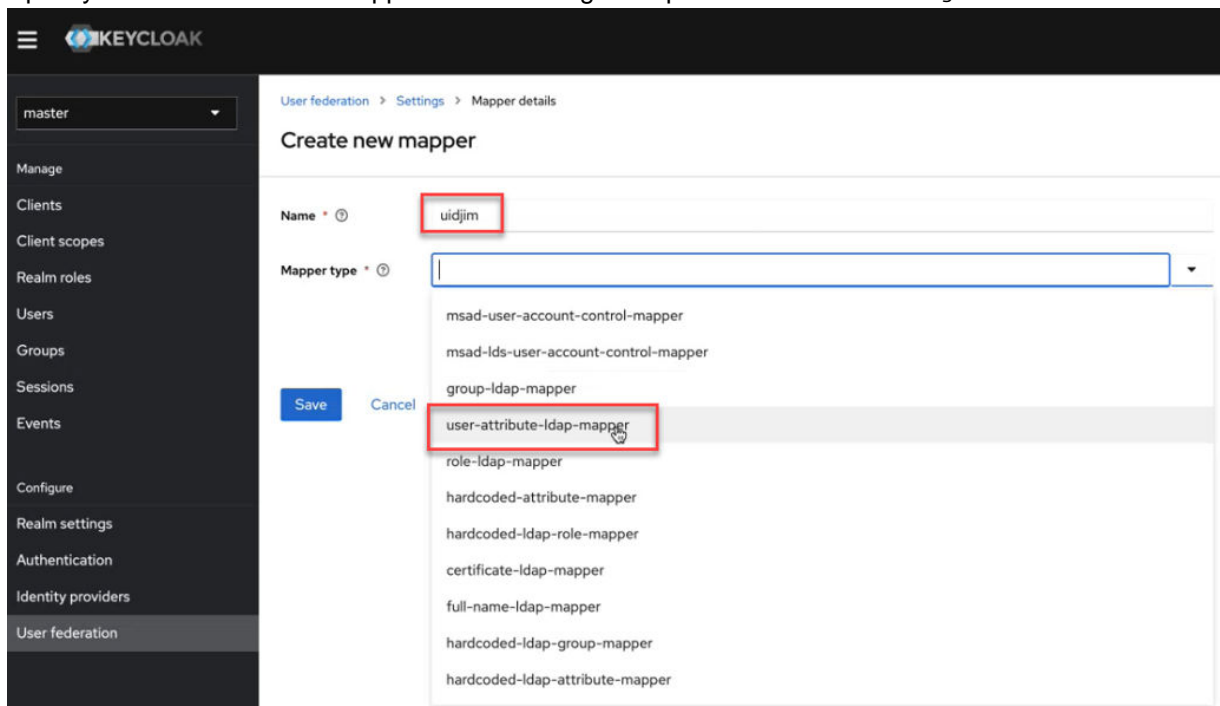 KEYCLOAK
master
Manage
Clients
Client scopes
Realm roles
Users
Groups
Sessions
Events
Configure
Realm settings
Authentication
Identity providers
User federation
User federation > Settings > Mapper details
Create new mapper
Name *
uidjim
Mapper type *
msad-user-account-control-mapper
msad-lds-user-account-control-mapper
group-ldap-mapper
user-attribute-ldap-mapper
role-ldap-mapper
hardcoded-attribute-mapper
hardcoded-ldap-role-mapper
certificate-ldap-mapper
full-name-ldap-mapper
hardcoded-ldap-group-mapper
hardcoded-ldap-attribute-mapper
Save Cancel